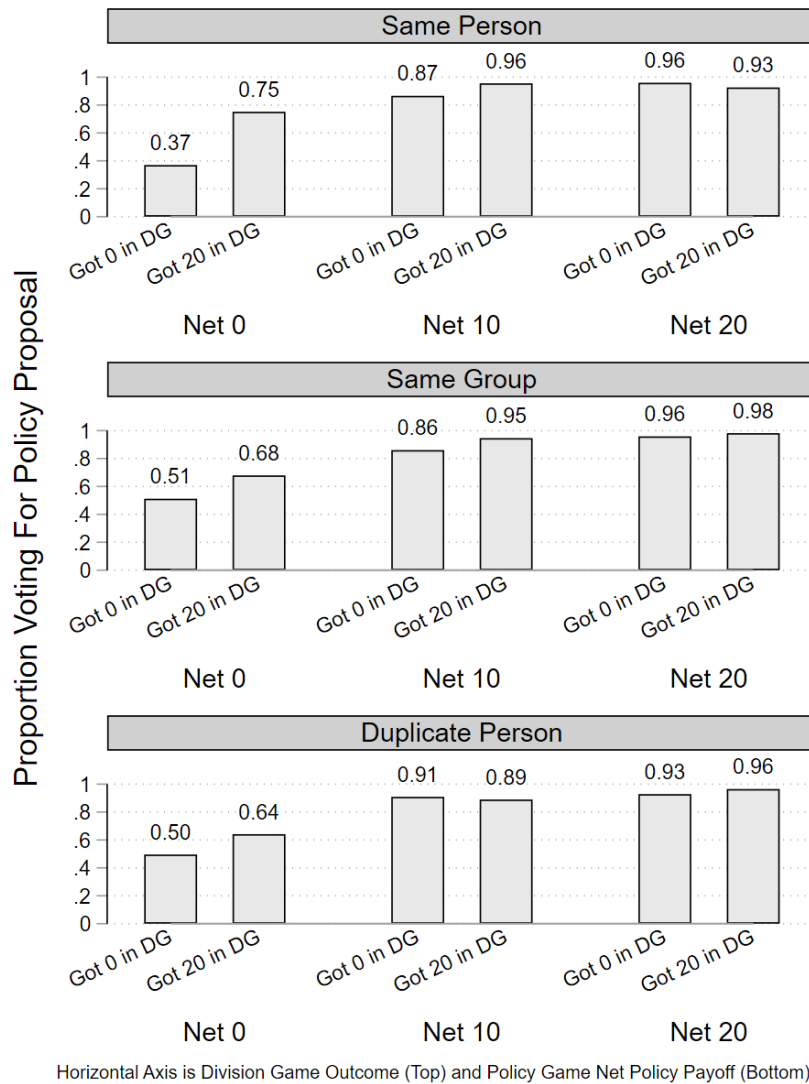 Same Person
Proportion Voting For Policy Proposal
1
.8
.6
.4
.2
0
0.37
0.75
0.87
0.96
0.96
0.93
Got 0 in DG
Got 20 in DG
Got 0 in DG
Got 20 in DG
Got 0 in DG
Got 20 in DG
Net 0
Net 10
Net 20
Same Group
1
.8
.6
.4
.2
0
0.51
0.68
0.86
0.95
0.96
0.98
Got 0 in DG
Got 20 in DG
Got 0 in DG
Got 20 in DG
Got 0 in DG
Got 20 in DG
Net 0
Net 10
Net 20
Duplicate Person
1
.8
.6
.4
.2
0
0.50
0.64
0.91
0.89
0.93
0.96
Got 0 in DG
Got 20 in DG
Got 0 in DG
Got 20 in DG
Got 0 in DG
Got 20 in DG
Net 0
Net 10
Net 20
Horizontal Axis is Division Game Outcome (Top) and Policy Game Net Policy Payoff (Bottom)